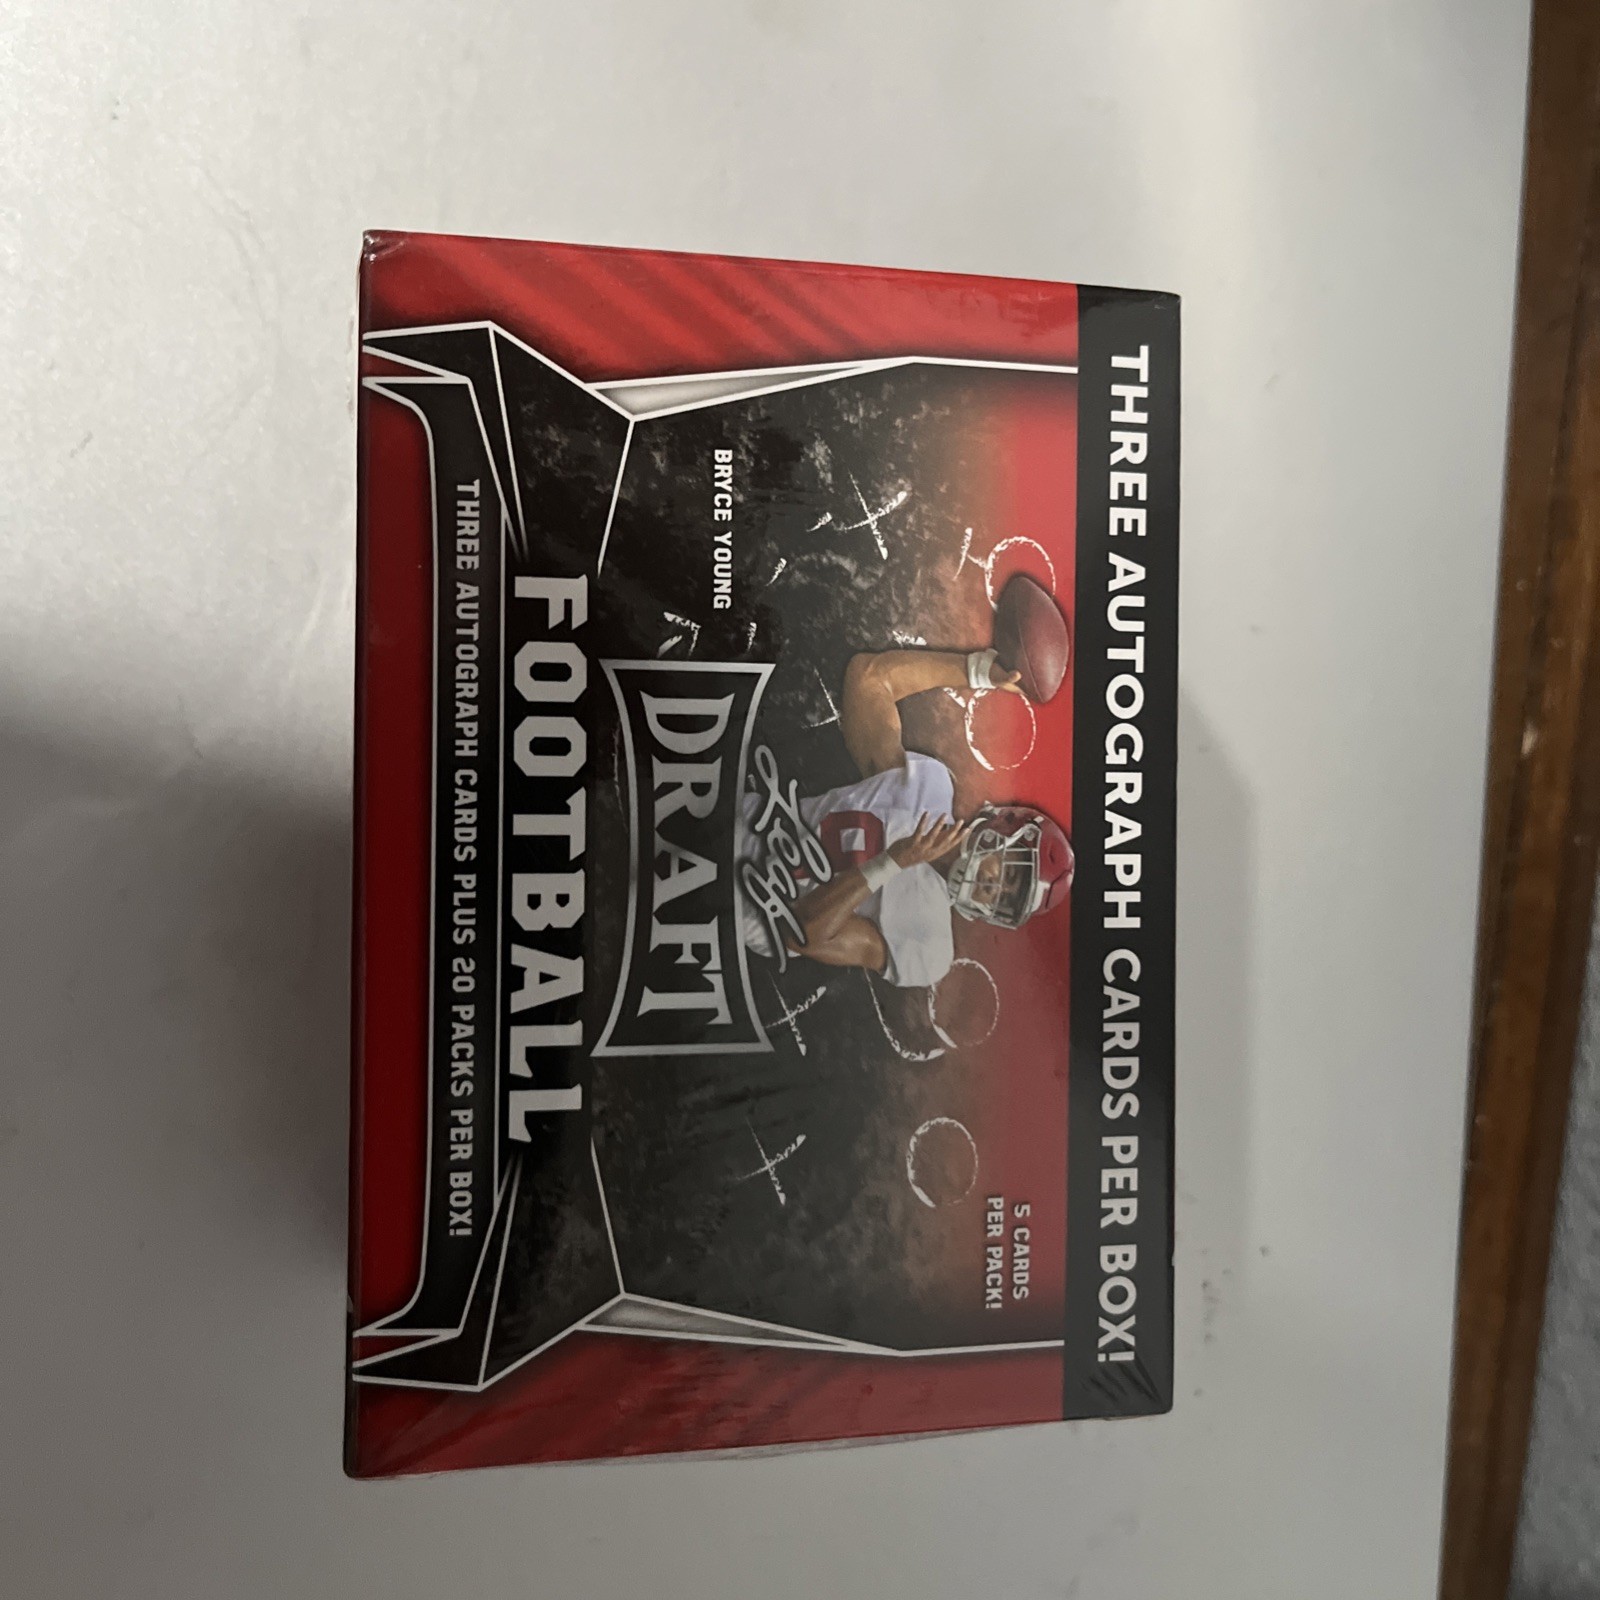 THREE AUTOGRAPH CARDS PER BOX!
5 CARDS
PER PACK!
BRYCE YOUNG
Leaf
DRAFT
FOOTBALL
THREE AUTOGRAPH CARDS PLUS 20 PACKS PER BOX!